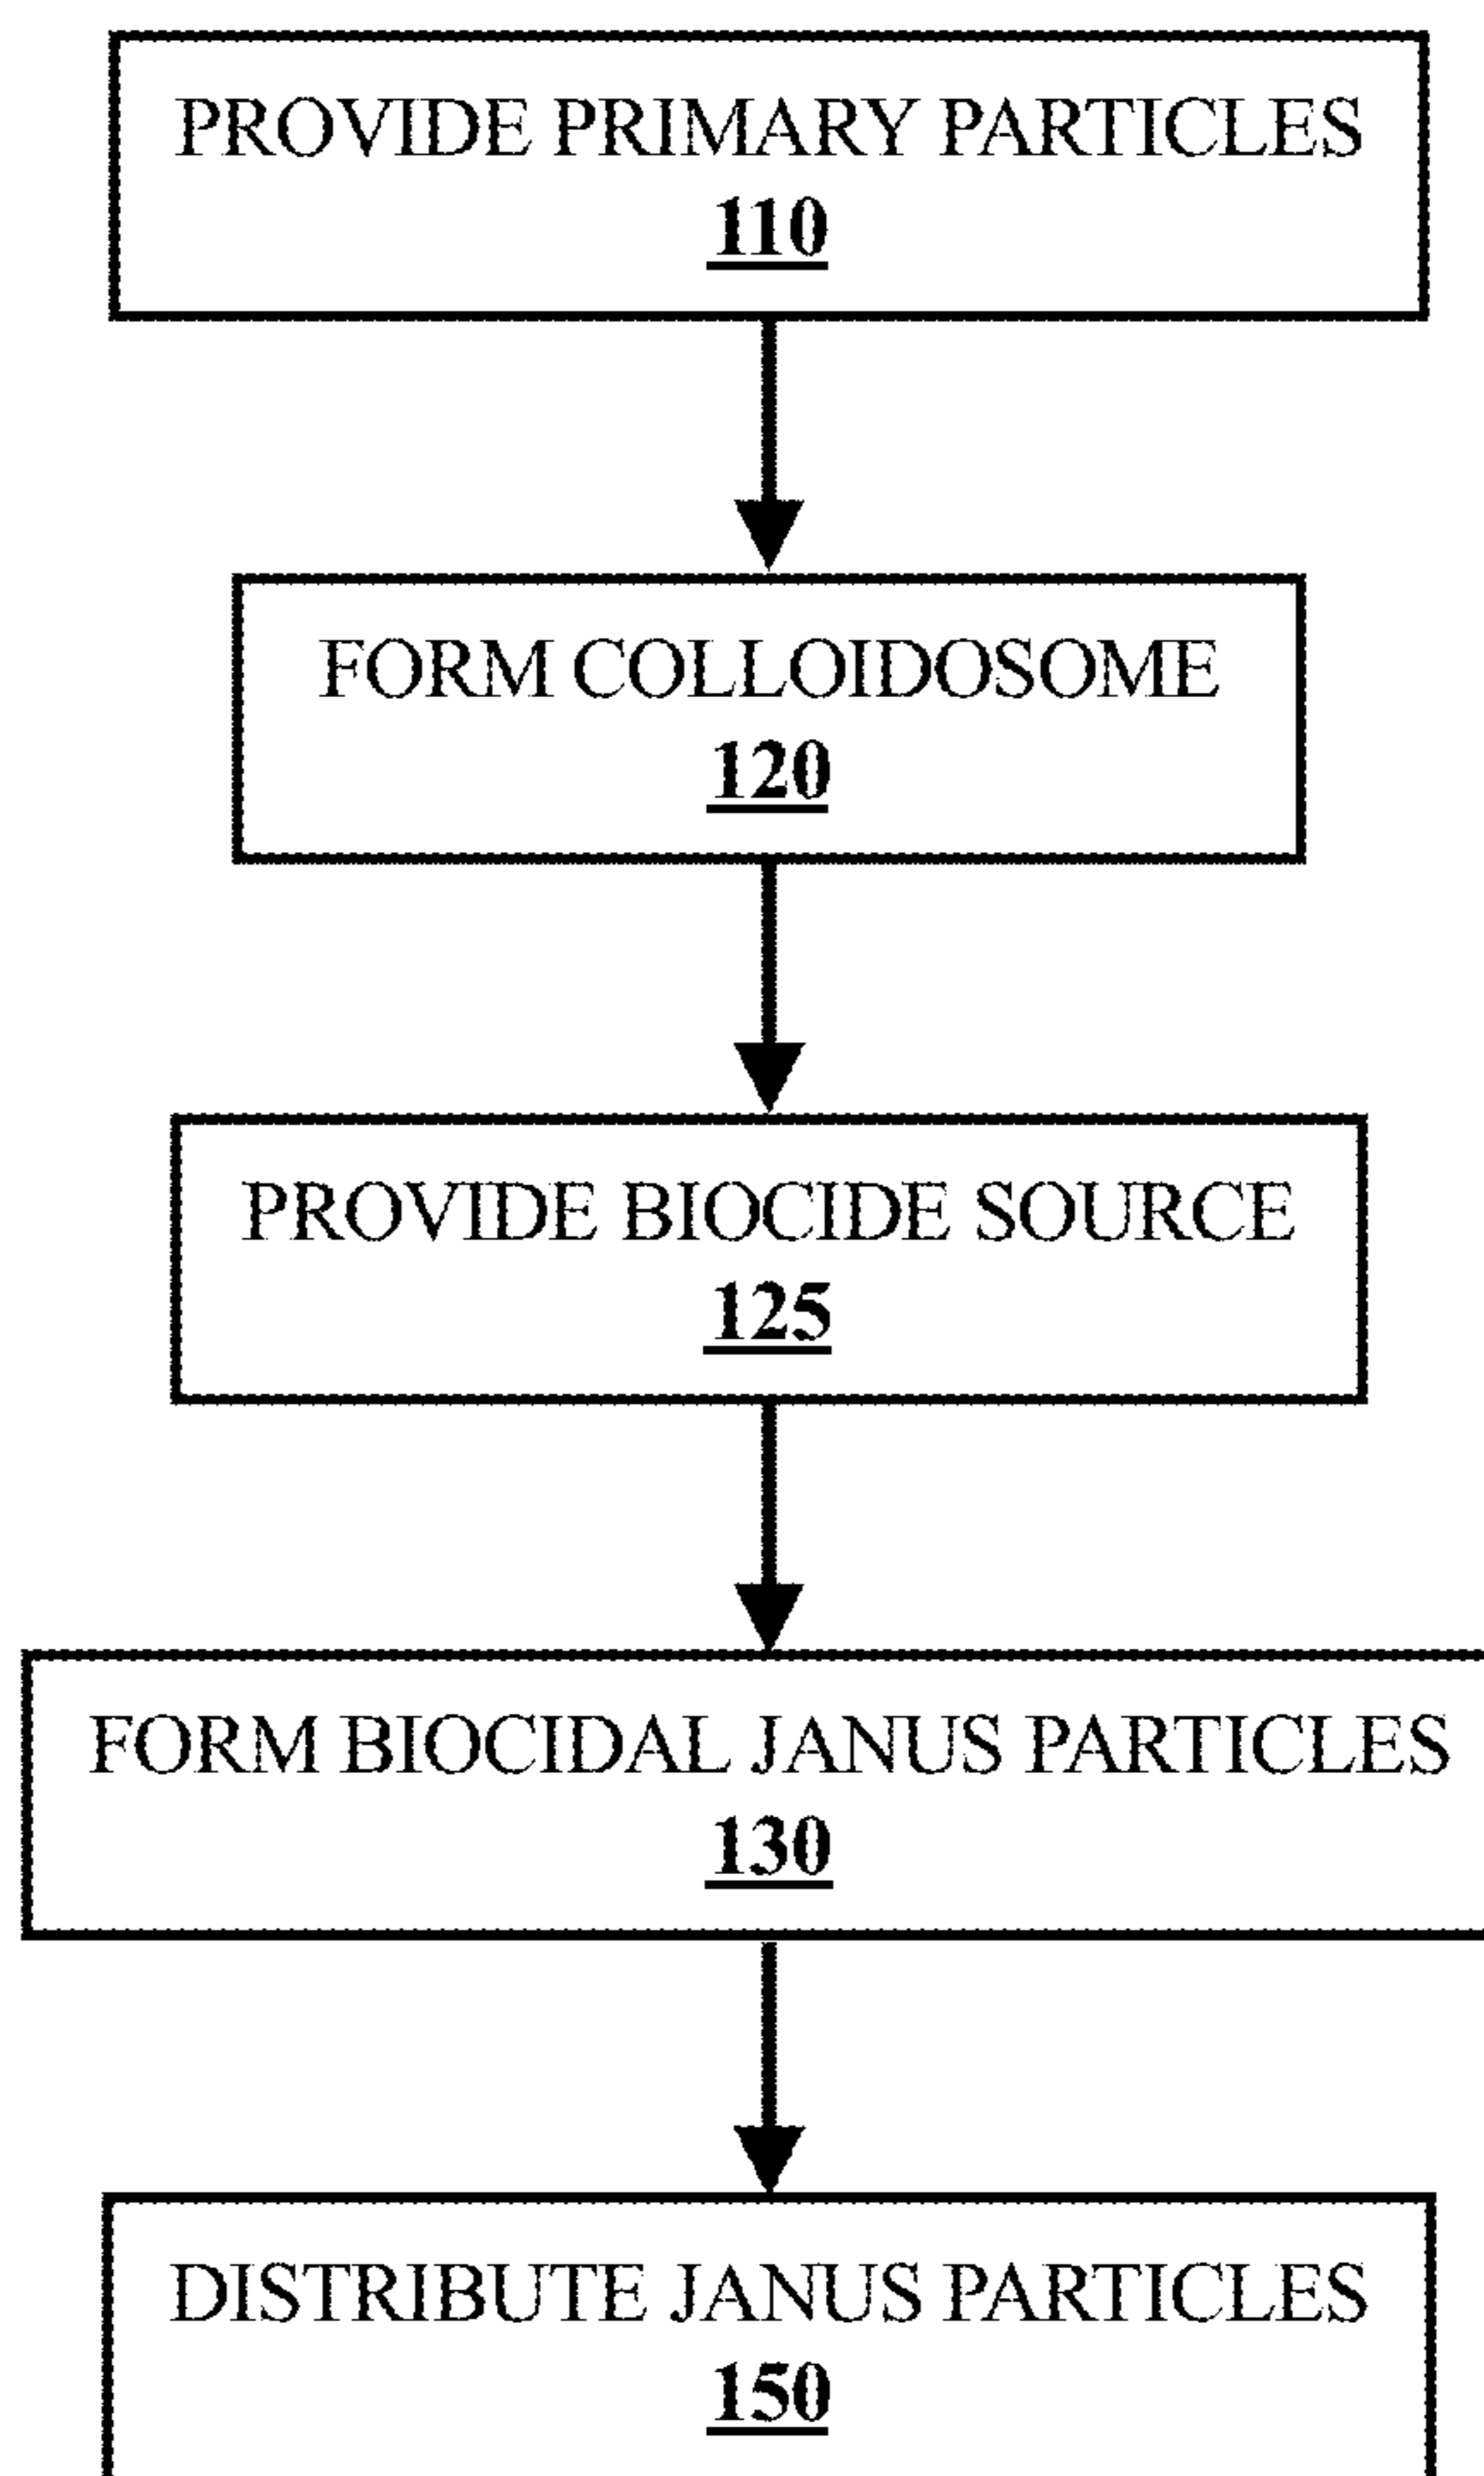 PROVIDE PRIMARY PARTICLES
110
FORM COLLOIDOSOME
120
PROVIDE BIOCIDE SOURCE
125
FORM BIOCIDAL JANUS PARTICLES
130
DISTRIBUTE JANUS PARTICLES
150